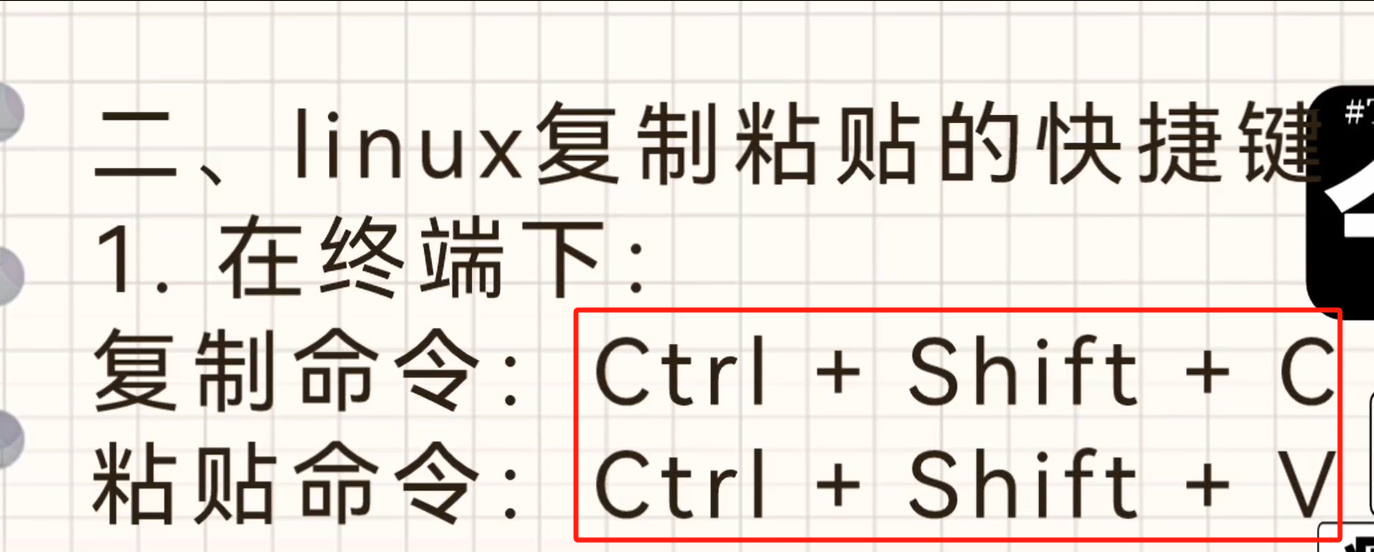 二、linux复制粘贴的快捷键
1. 在终端下：
复制命令：Ctrl + Shift + C
粘贴命令：Ctrl + Shift + V